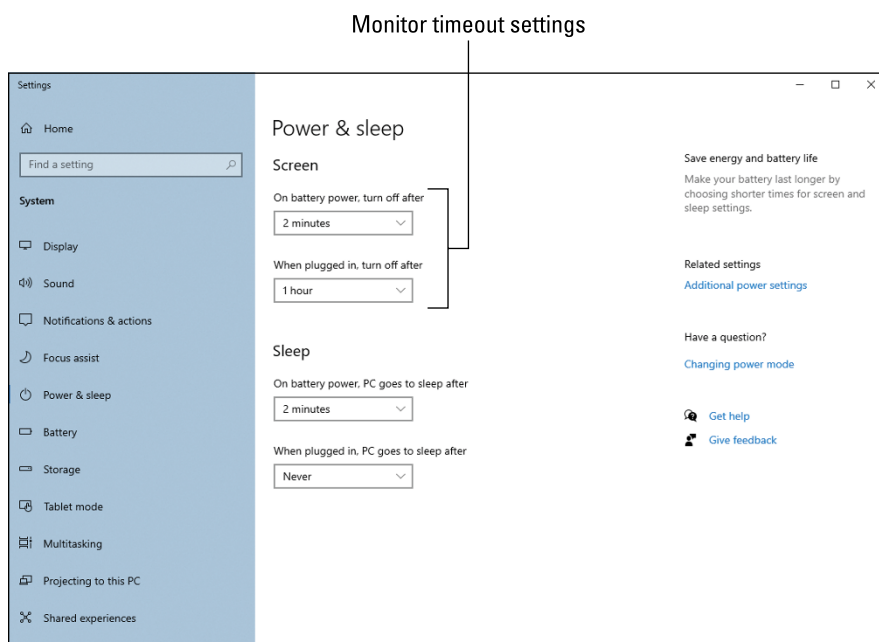 Monitor timeout settings
Settings
Home
Find a setting
System
Display
Sound
Notifications & actions
Focus assist
Power & sleep
Battery
Storage
Tablet mode
Multitasking
Projecting to this PC
Shared experiences
Power & sleep
Screen
On battery power, turn off after
2 minutes
When plugged in, turn off after
1 hour
Sleep
On battery power, PC goes to sleep after
2 minutes
When plugged in, PC goes to sleep after
Never
Save energy and battery life
Make your battery last longer by
choosing shorter times for screen and
sleep settings.
Related settings
Additional power settings
Have a question?
Changing power mode
Get help
Give feedback